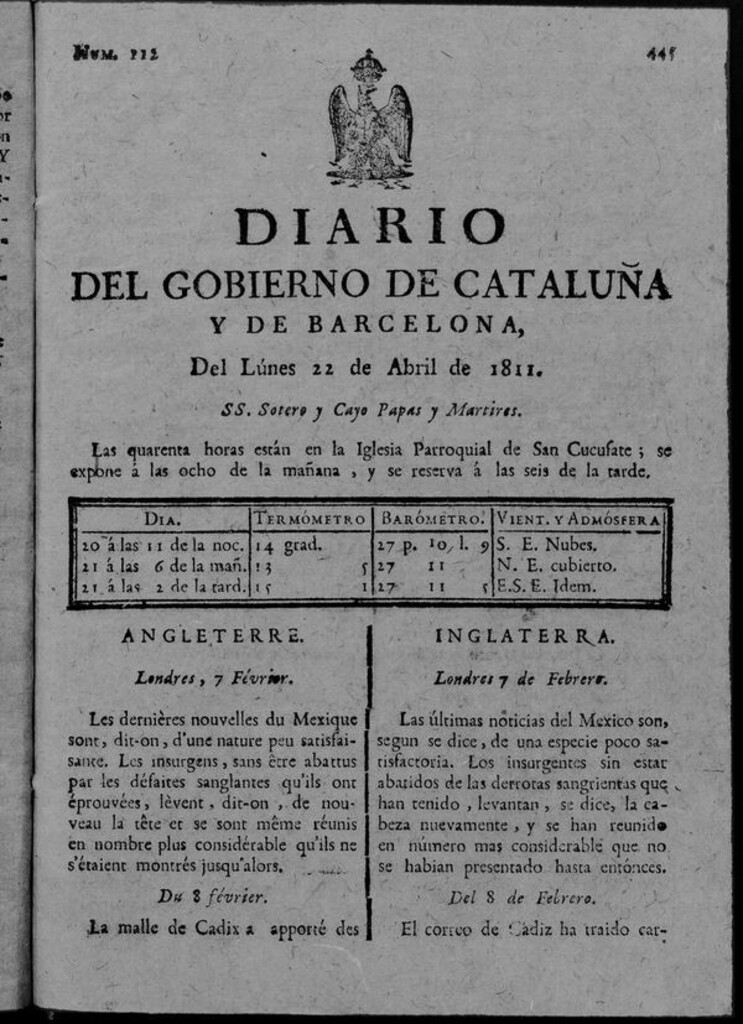 NUM. 112
445
DIARIO
DEL GOBIERNO DE CATALUÑA
Y DE BARCELONA,
Del Lúnes 22 de Abril de 1811.
SS. Sotero y Cayo Papas y Martires.
Las quarenta horas están en la Iglesia Parroquial de San Cucufate ; se
expone á las ocho de la mañana , y se reserva á las seis de la tarde.
DIA. TERMÓMETRO BARÓMETRO. VIENT. Y ADMÓSFERA
20 á las 11 de la noc. 14 grad. 27 p. 10 l. 9 S. E. Nubes.
21 á las 6 de la mañ. 13 5 27 11 N. E. cubierto.
21 á las 2 de la tard. 15 1 27 11 5 E.S. E. Idem.
ANGLETERRE.
Londres, 7 Février.
Les dernières nouvelles du Mexique
sont, dit-on, d'une nature peu satisfai-
sante. Les insurgens, sans être abattus
par les défaites sanglantes qu'ils ont
éprouvées, lèvent, dit-on , de nou-
veau la tête et se sont même réunis
en nombre plus considérable qu'ils ne
s'étaient montrés jusqu'alors.
Du 8 février.
La malle de Cadix a apporté des
INGLATERRA.
Londres 7 de Febrero.
Las últimas noticias del Mexico son,
segun se dice, de una especie poco sa-
tisfactoria. Los insurgentes sin estar
abatidos de las derrotas sangrientas que
han tenido , levantan , se dice, la ca-
beza nuevamente , y se han reunido
en número mas considerable que no
se habian presentado hasta entónces.
Del 8 de Febrero.
El correo de Cádiz ha traido car-